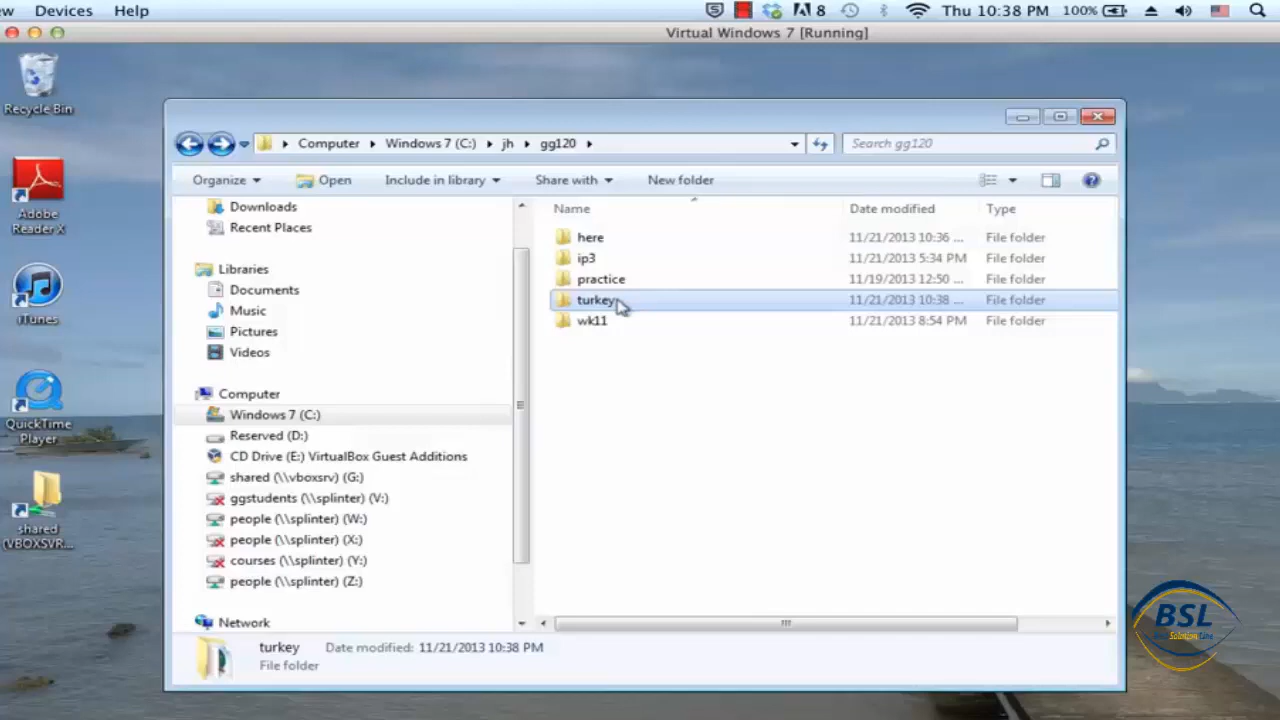 ew Devices Help 8 Thu 10:38 PM 100%
Virtual Windows 7 [Running]
Recycle Bin
Adobe
Reader X
iTunes
QuickTime
Player
shared
(VBOXSVR...
Computer Windows 7 (C:) jh gg120 Search gg120
Organize Open Include in library Share with New folder
Downloads
Recent Places
Libraries
Documents
Music
Pictures
Videos
Computer
Windows 7 (C:)
Reserved (D:)
CD Drive (E:) VirtualBox Guest Additions
shared (\\vboxsrv) (G:)
ggstudents (\\splinter) (V:)
people (\\splinter) (W:)
people (\\splinter) (X:)
courses (\\splinter) (Y:)
people (\\splinter) (Z:)
Network
Name Date modified Type
here 11/21/2013 10:36 ... File folder
ip3 11/21/2013 5:34 PM File folder
practice 11/19/2013 12:50 ... File folder
turkey 11/21/2013 10:38 ... File folder
wk11 11/21/2013 8:54 PM File folder
turkey Date modified: 11/21/2013 10:38 PM
File folder
BSL
Solution Line